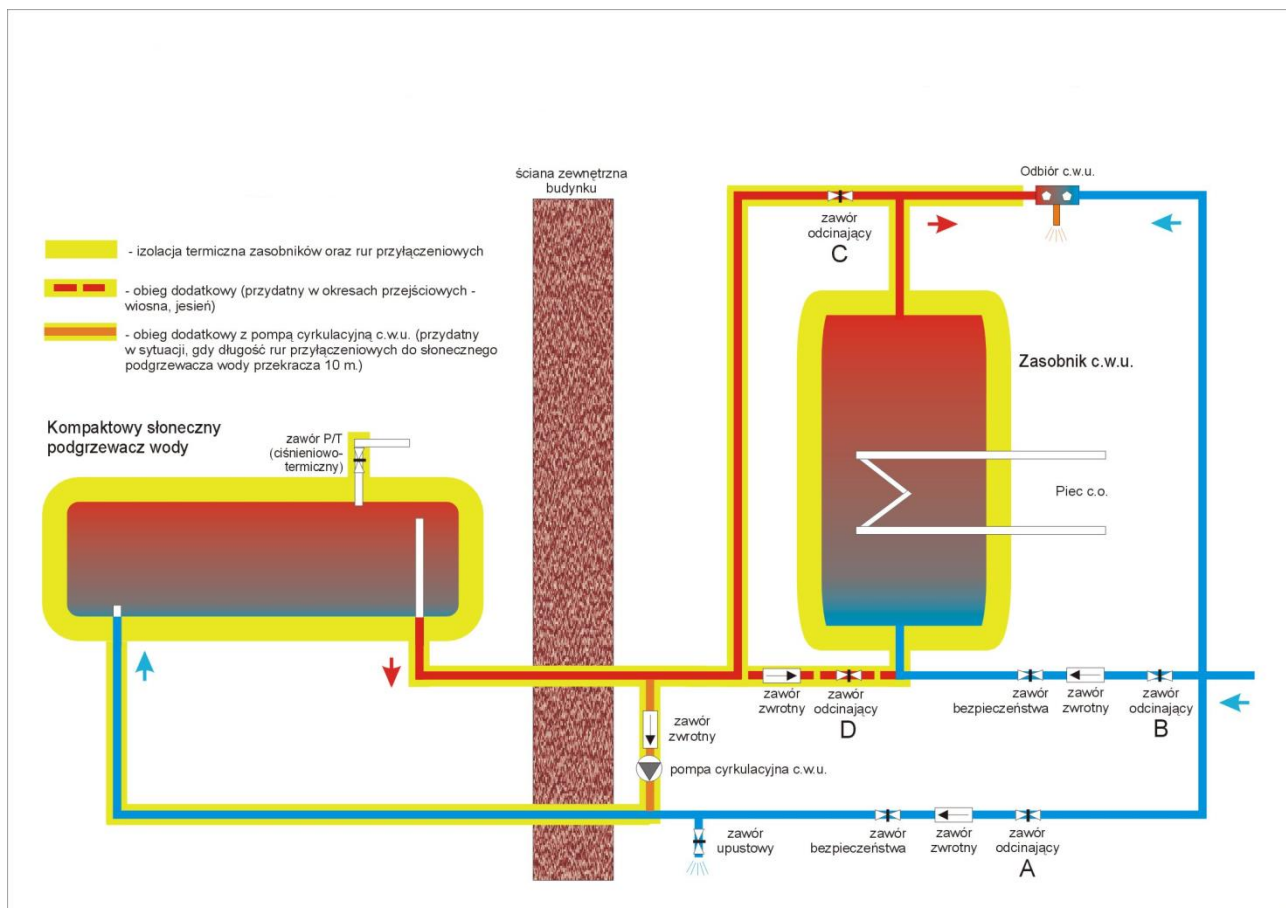 ściana zewnętrzna
budynku
Odbiór c.w.u.
zawór
odcinający
C
- izolacja termiczna zasobników oraz rur przyłączeniowych
- obieg dodatkowy (przydatny w okresach przejściowych -
wiosna, jesień)
- obieg dodatkowy z pompą cyrkulacyjną c.w.u. (przydatny
w sytuacji, gdy długość rur przyłączeniowych do słonecznego
podgrzewacza wody przekracza 10 m.)
Zasobnik c.w.u.
Kompaktowy słoneczny
podgrzewacz wody
zawór P/T
(ciśnieniowo-
termiczny)
Piec c.o.
zawór
zwrotny
zawór
odcinający
D
zawór
bezpieczeństwa
zawór
zwrotny
zawór
odcinający
B
zawór
zwrotny
pompa cyrkulacyjna c.w.u.
zawór
upustowy
zawór
bezpieczeństwa
zawór
zwrotny
zawór
odcinający
A